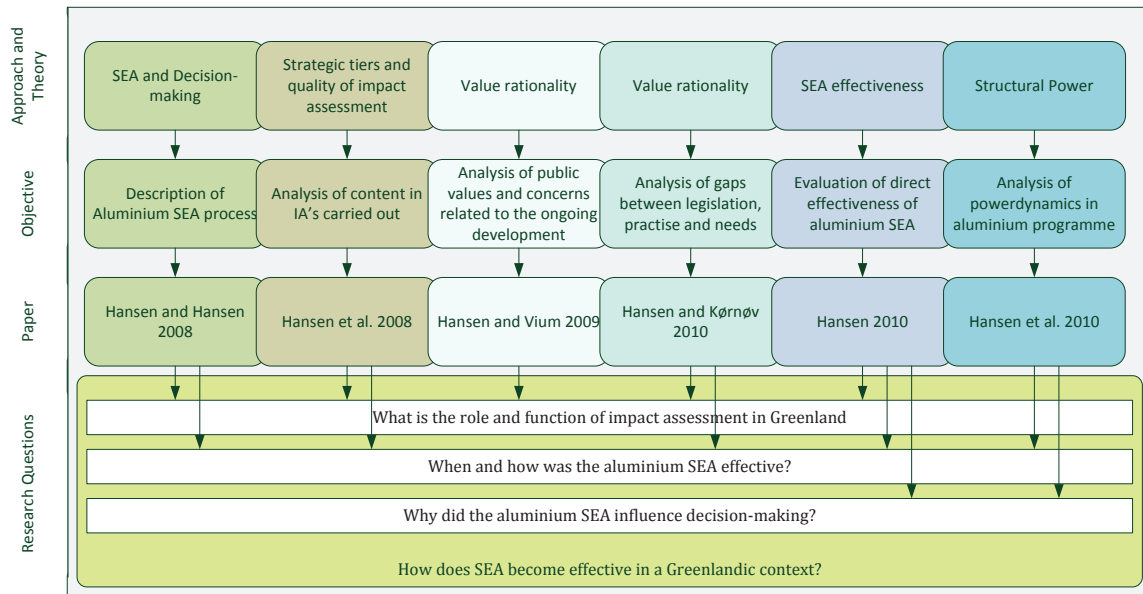 Approach and
Theory
SEA and Decision-
making
Strategic tiers and
quality of impact
assessment
Value rationality
Value rationality
SEA effectiveness
Structural Power
Objective
Description of
Aluminium SEA process
Analysis of content in
IA's carried out
Analysis of public
values and concerns
related to the ongoing
development
Analysis of gaps
between legislation,
practise and needs
Evaluation of direct
effectiveness of
aluminium SEA
Analysis of
powerdynamics in
aluminium programme
Paper
Hansen and Hansen
2008
Hansen et al. 2008
Hansen and Vium 2009
Hansen and Kørnøv
2010
Hansen 2010
Hansen et al. 2010
Research Questions
What is the role and function of impact assessment in Greenland
When and how was the aluminium SEA effective?
Why did the aluminium SEA influence decision-making?
How does SEA become effective in a Greenlandic context?